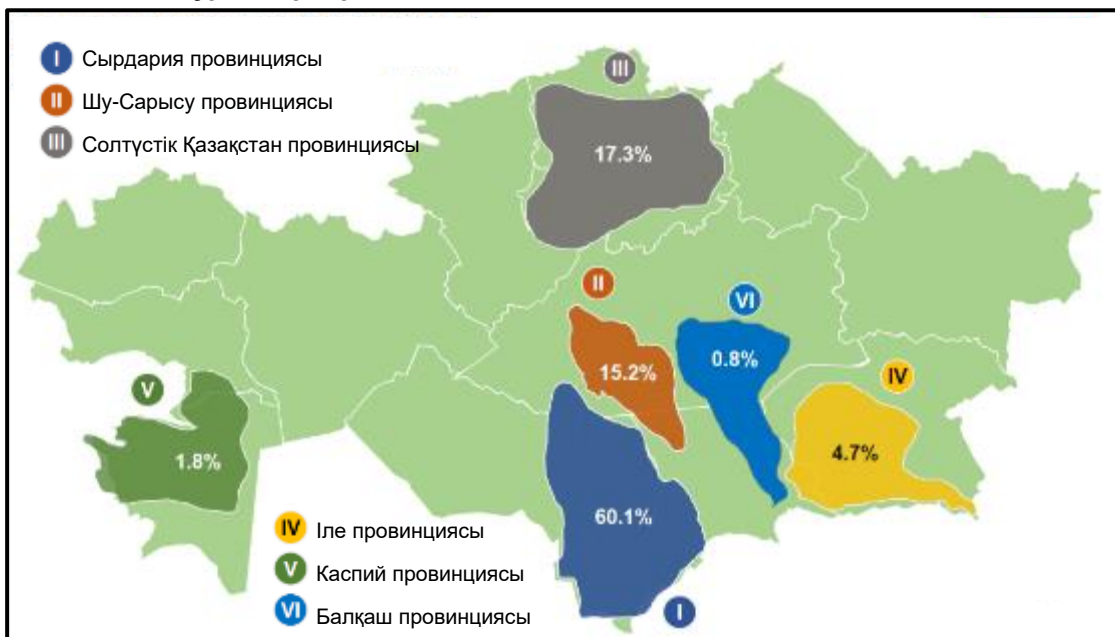 I Сырдария провинциясы
II Шу-Сарысу провинциясы
III Солтүстік Қазақстан провинциясы
III
17.3%
II
VI
15.2%
0.8%
V
IV
1.8%
4.7%
60.1%
IV Іле провинциясы
V Каспий провинциясы
VI Балқаш провинциясы
I